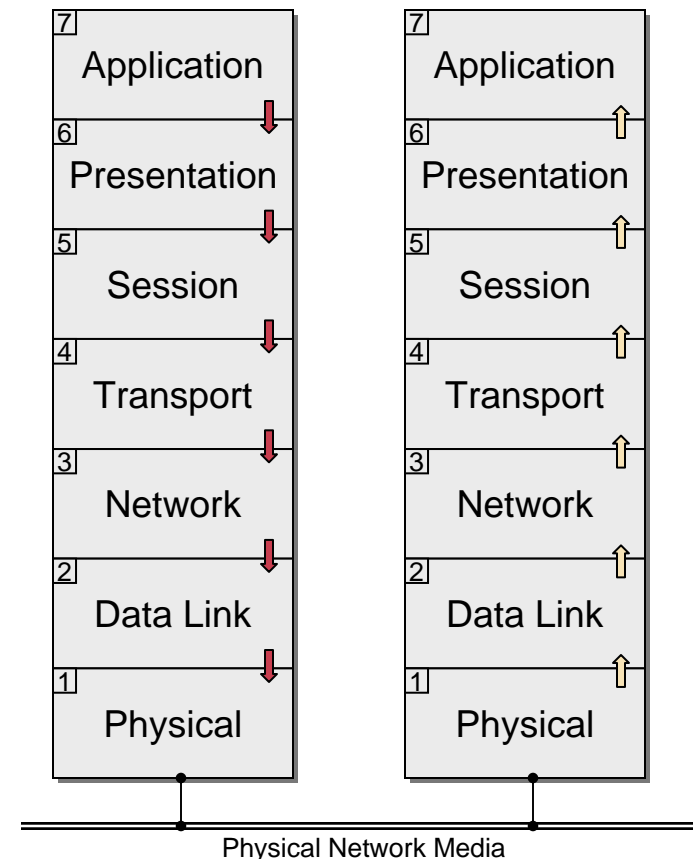 7
Application
6
Presentation
5
Session
4
Transport
3
Network
2
Data Link
1
Physical
7
Application
6
Presentation
5
Session
4
Transport
3
Network
2
Data Link
1
Physical
Physical Network Media